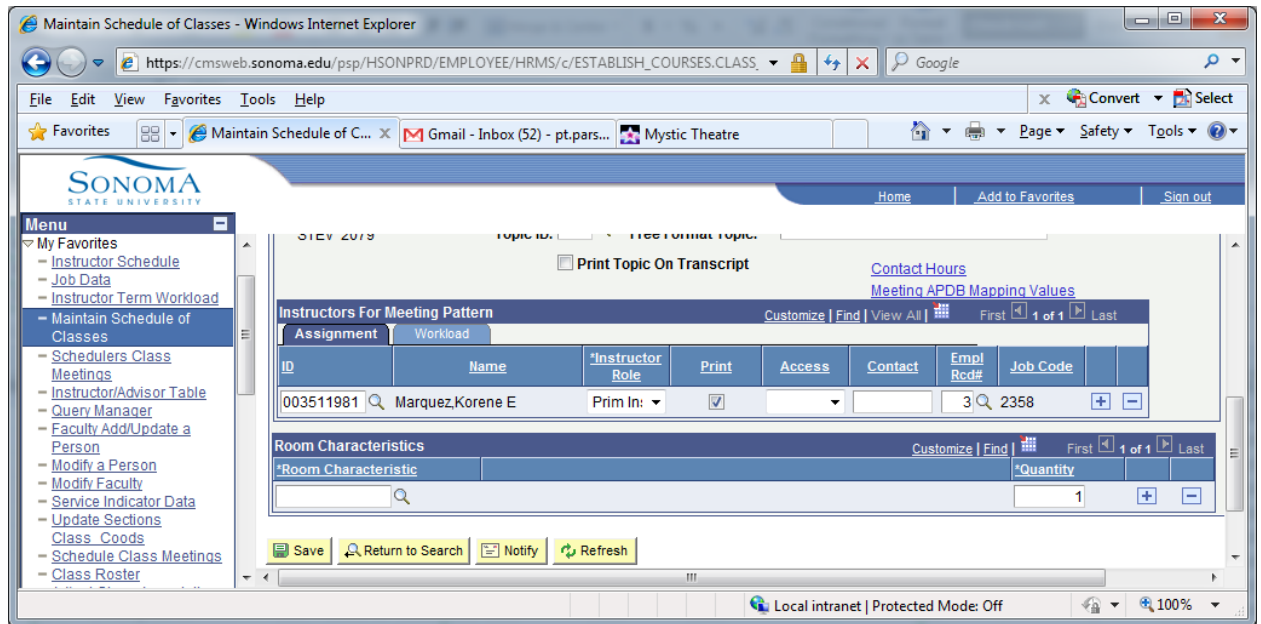 Maintain Schedule of Classes - Windows Internet Explorer
https://cmsweb.sonoma.edu/psp/HSONPRD/EMPLOYEE/HRMS/c/ESTABLISH_COURSES.CLASS_
Google
File Edit View Favorites Tools Help
x Convert Select
Favorites Maintain Schedule of C... X Gmail - Inbox (52) - pt.pars... Mystic Theatre Page Safety Tools
SONOMA
STATE UNIVERSITY
Home Add to Favorites Sign out
Menu
My Favorites
Instructor Schedule
Job Data
Instructor Term Workload
Maintain Schedule of
Classes
Schedulers Class
Meetings
Instructor/Advisor Table
Query Manager
Faculty Add/Update a
Person
Modify a Person
Modify Faculty
Service Indicator Data
Update Sections
Class Coods
Schedule Class Meetings
Class Roster
STEV 2079 Topic ID: Free Format Topic:
Print Topic On Transcript
Contact Hours
Meeting APDB Mapping Values
Instructors For Meeting Pattern Customize | Find | View All | First 1 of 1 Last
Assignment Workload
ID Name *Instructor Role Print Access Contact Empl Rcd# Job Code
003511981 Marquez,Korene E Prim In: 3 2358 + -
Room Characteristics Customize | Find | First 1 of 1 Last
*Room Characteristic *Quantity
1 + -
Save Return to Search Notify Refresh
Local intranet | Protected Mode: Off 100%